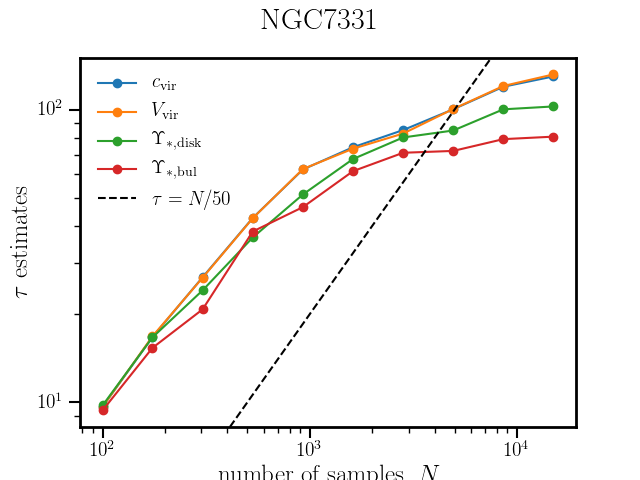 NGC7331
c_vir
V_vir
Υ_*,disk
Υ_*,bul
τ = N/50
τ estimates
10^2
10^1
10^2
10^3
10^4
number of samples, N